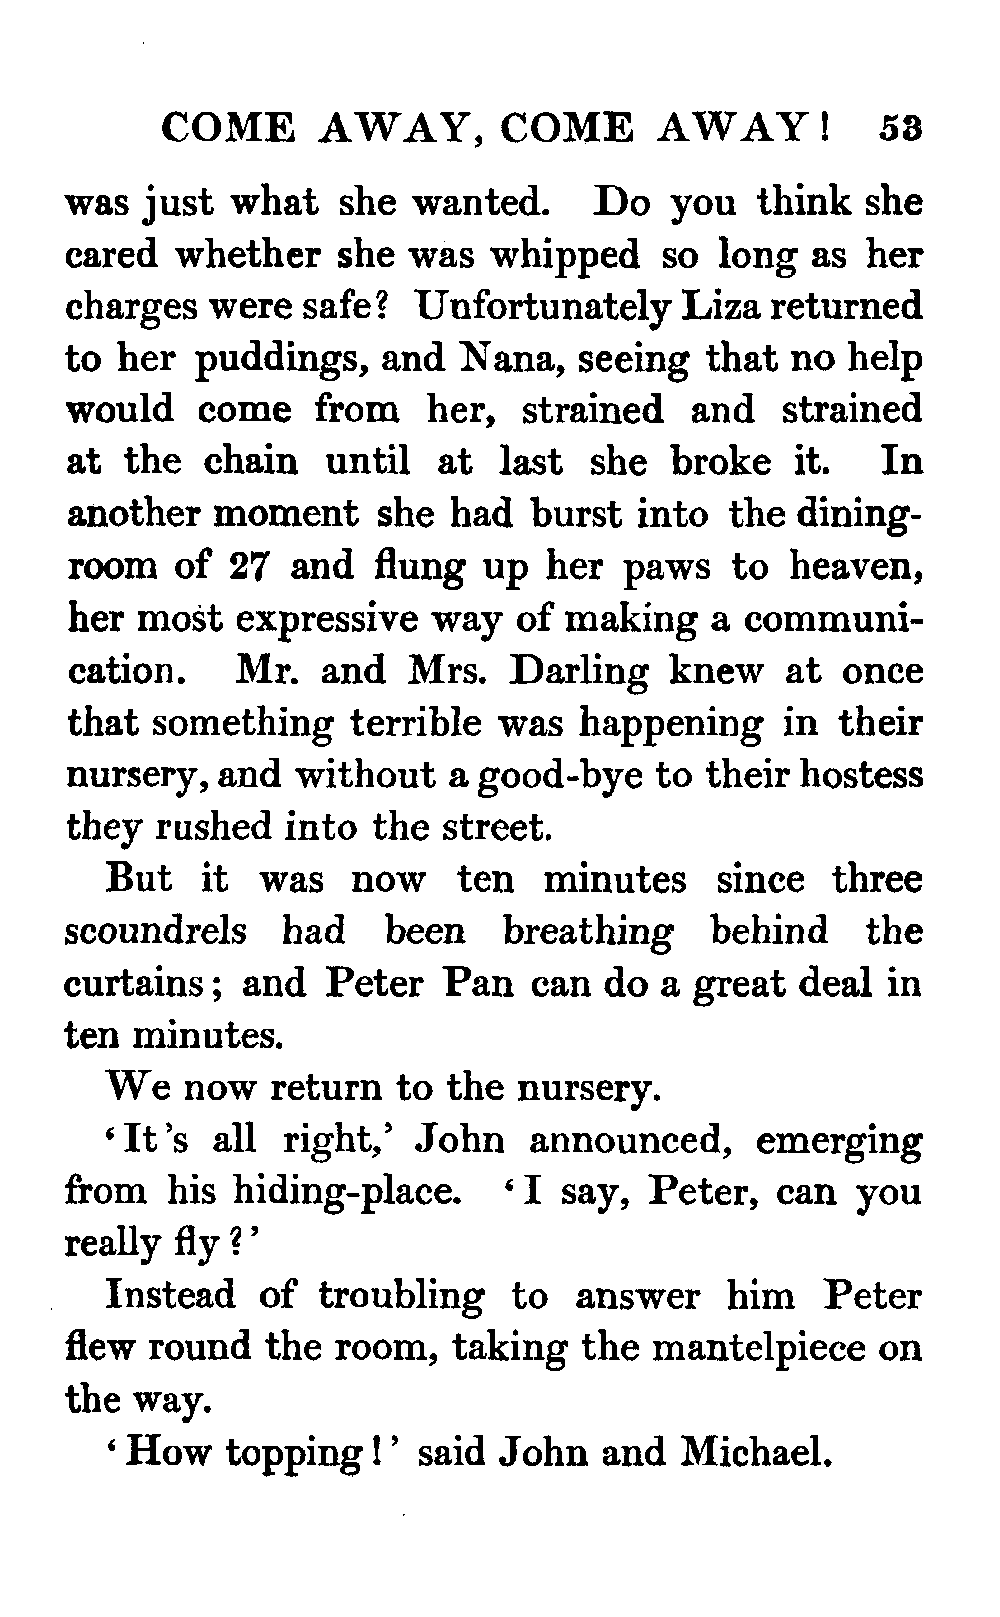 COME AWAY, COME AWAY! 53
was just what she wanted. Do you think she
cared whether she was whipped so long as her
charges were safe? Unfortunately Liza returned
to her puddings, and Nana, seeing that no help
would come from her, strained and strained
at the chain until at last she broke it. In
another moment she had burst into the dining-
room of 27 and flung up her paws to heaven,
her most expressive way of making a communi-
cation. Mr. and Mrs. Darling knew at once
that something terrible was happening in their
nursery, and without a good-bye to their hostess
they rushed into the street.
But it was now ten minutes since three
scoundrels had been breathing behind the
curtains; and Peter Pan can do a great deal in
ten minutes.
We now return to the nursery.
‘It's all right,’ John announced, emerging
from his hiding-place. ‘I say, Peter, can you
really fly?’
Instead of troubling to answer him Peter
flew round the room, taking the mantelpiece on
the way.
‘How topping!’ said John and Michael.